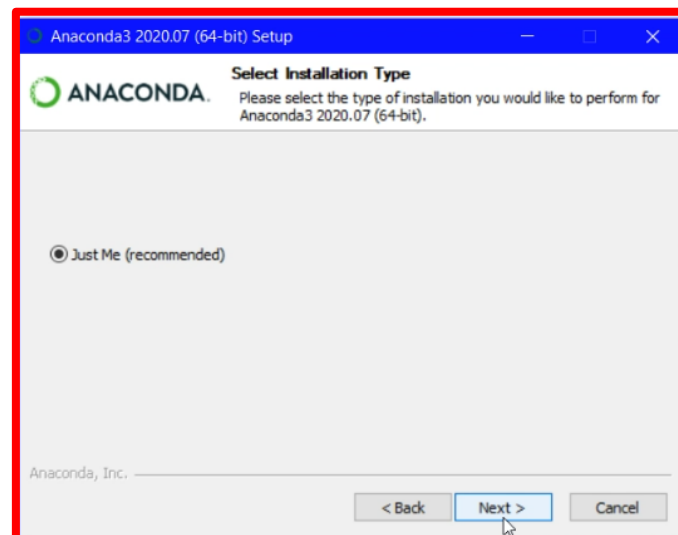 Anaconda3 2020.07 (64-bit) Setup
ANACONDA.
Select Installation Type
Please select the type of installation you would like to perform for
Anaconda3 2020.07 (64-bit).
Just Me (recommended)
Anaconda, Inc.
< Back Next > Cancel